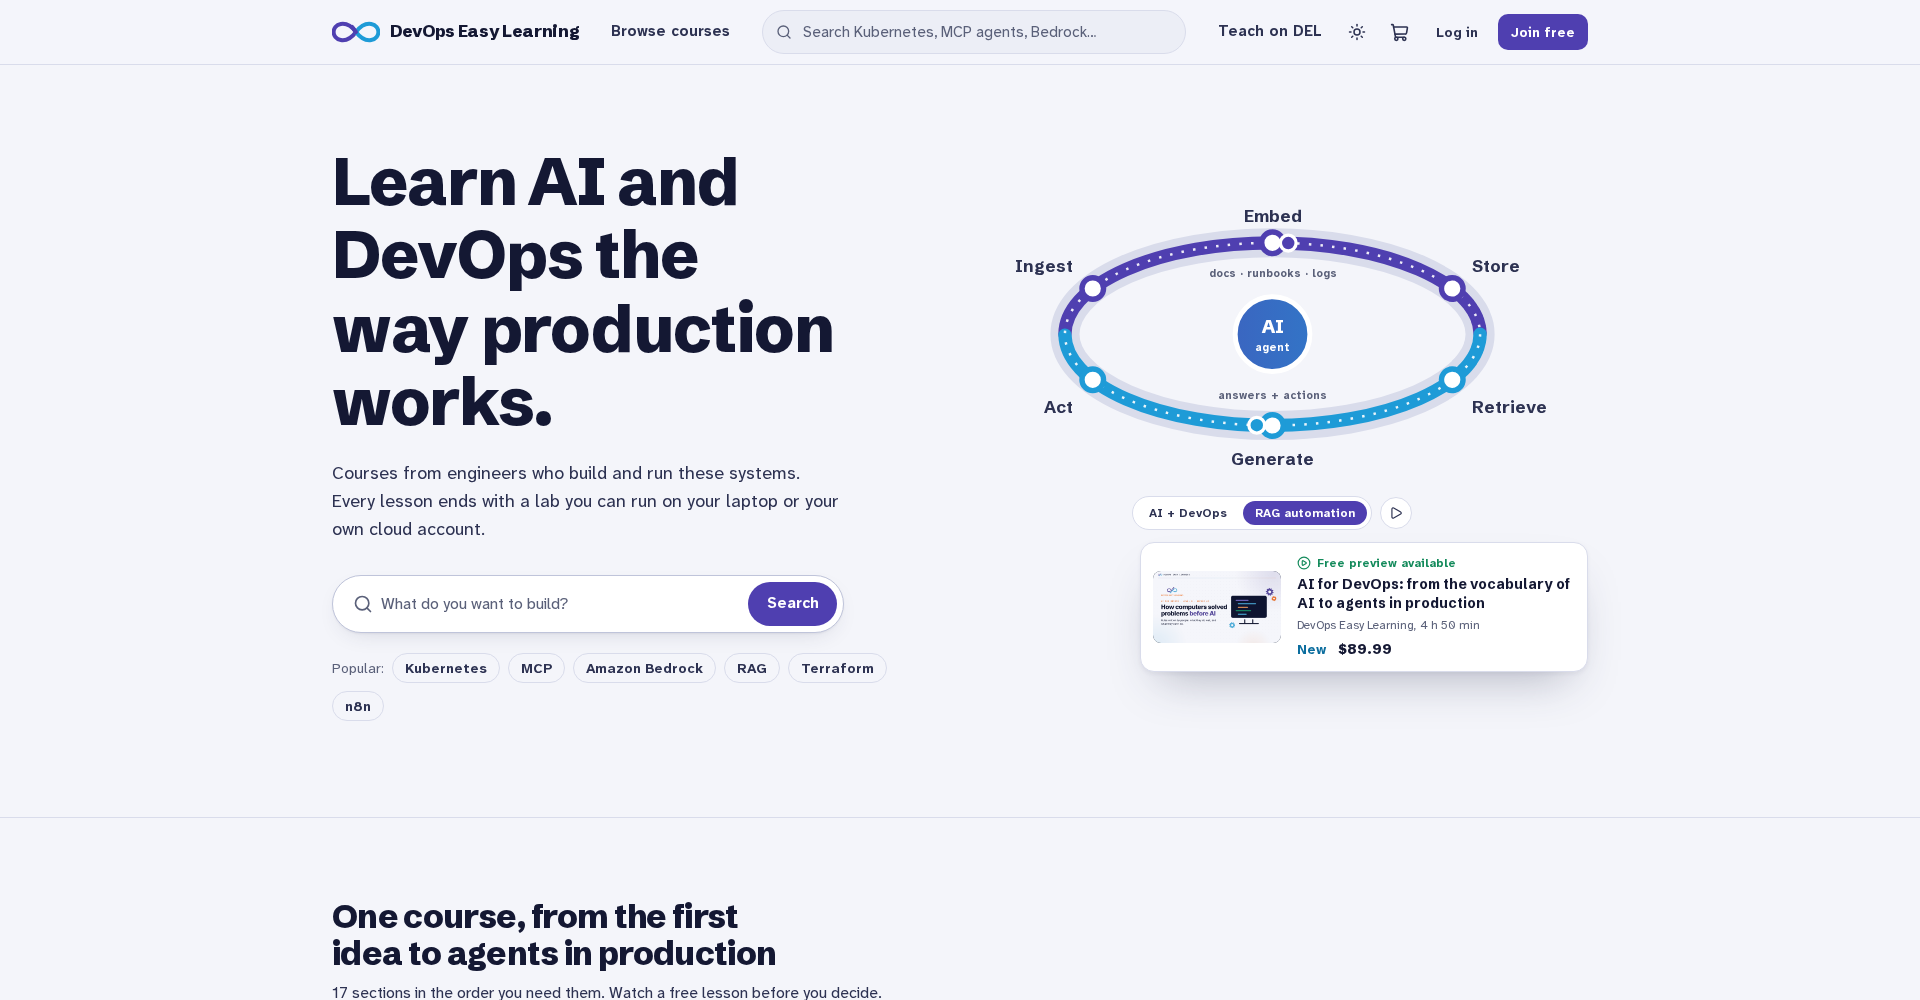 DevOps Easy Learning
Browse courses
Search Kubernetes, MCP agents, Bedrock...
Teach on DEL
Log in
Join free
Learn AI and
DevOps the
way production
works.
Courses from engineers who build and run these systems.
Every lesson ends with a lab you can run on your laptop or your
own cloud account.
What do you want to build?
Search
Popular:
Kubernetes
MCP
Amazon Bedrock
RAG
Terraform
n8n
Embed
Ingest
Store
docs · runbooks · logs
AI
agent
answers + actions
Act
Retrieve
Generate
AI + DevOps
RAG automation
How computers solved
problems before AI
Free preview available
AI for DevOps: from the vocabulary of
AI to agents in production
DevOps Easy Learning, 4 h 50 min
New $89.99
One course, from the first
idea to agents in production
17 sections in the order you need them. Watch a free lesson before you decide.